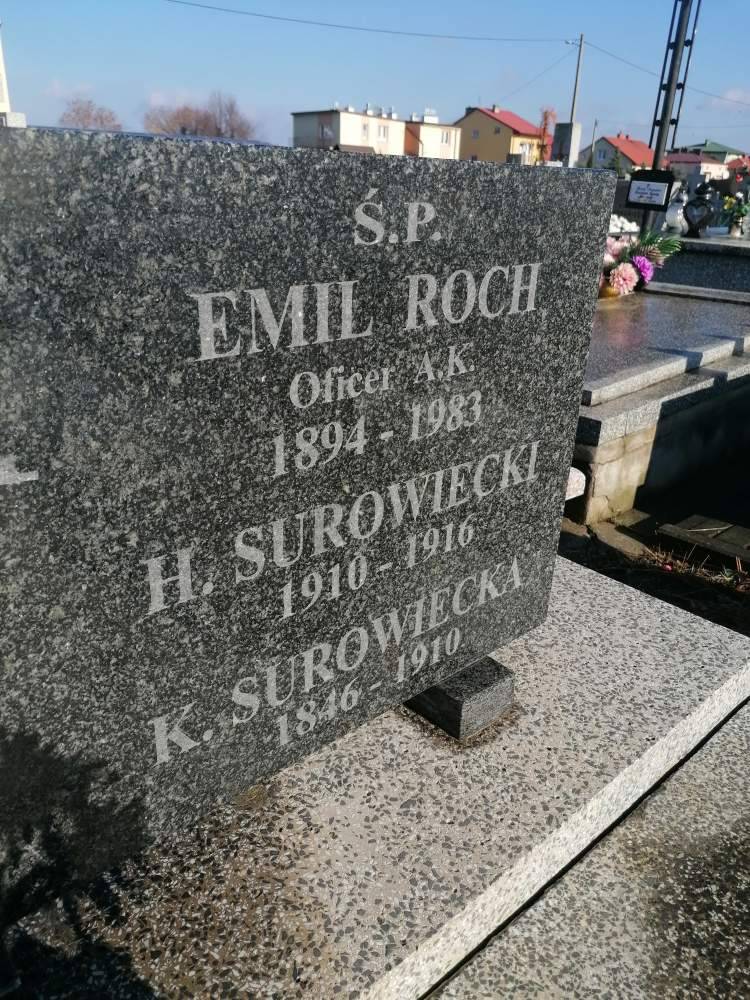 Ś.P.
EMIL ROCH
Oficer A.K.
1894 - 1983
H. SUROWIECKI
1910 - 1916
K. SUROWIECKA
1846 - 1910